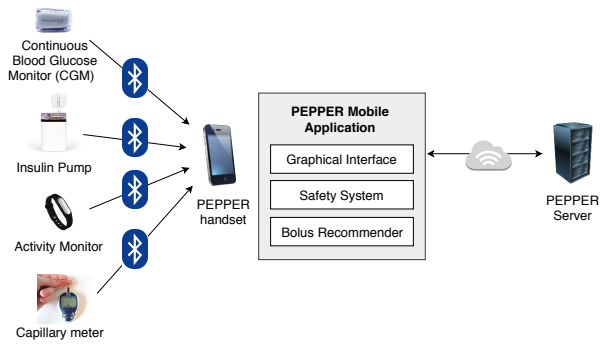 Continuous
Blood Glucose
Monitor (CGM)
Insulin Pump
Activity Monitor
Capillary meter
PEPPER
handset
PEPPER Mobile
Application
Graphical Interface
Safety System
Bolus Recommender
PEPPER
Server